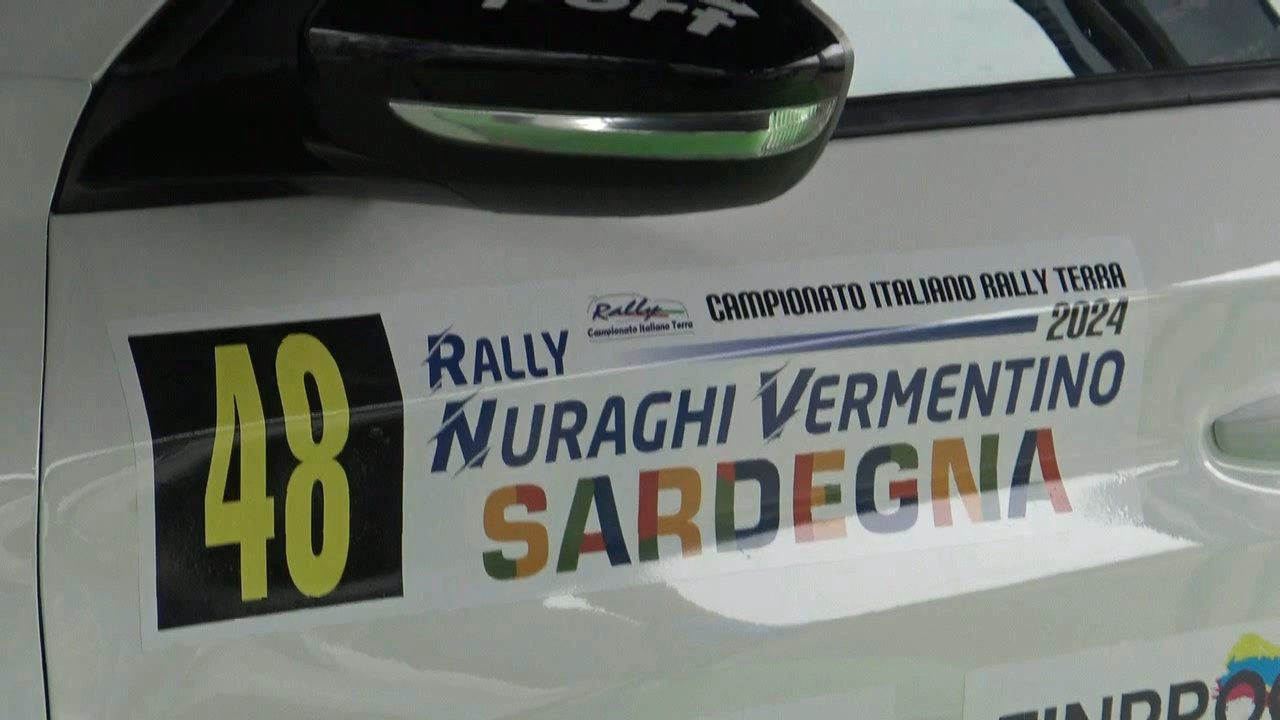 48
Rally
Campionato Italiano Terra
CAMPIONATO ITALIANO RALLY TERRA
2024
RALLY
NURAGHI VERMENTINO
SARDEGNA